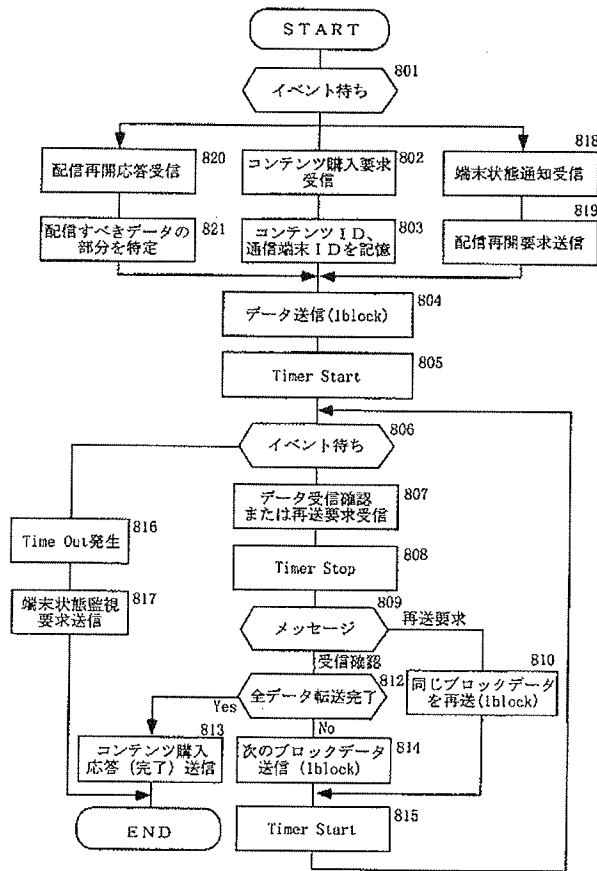 START
801
イベント待ち
820
配信再開応答受信
802
コンテンツ購入要求
受信
818
端末状態通知受信
821
配信すべきデータの
部分を特定
803
コンテンツID、
通信端末IDを記憶
819
配信再開要求送信
804
データ送信(1block)
805
Timer Start
806
イベント待ち
807
データ受信確認
または再送要求受信
816
Time Out発生
808
Timer Stop
817
端末状態監視
要求送信
809
メッセージ
再送要求
受信確認
810
同じブロックデータ
を再送(1block)
812
全データ転送完了
Yes
No
813
コンテンツ購入
応答(完了)送信
814
次のブロックデータ
送信(1block)
815
Timer Start
END